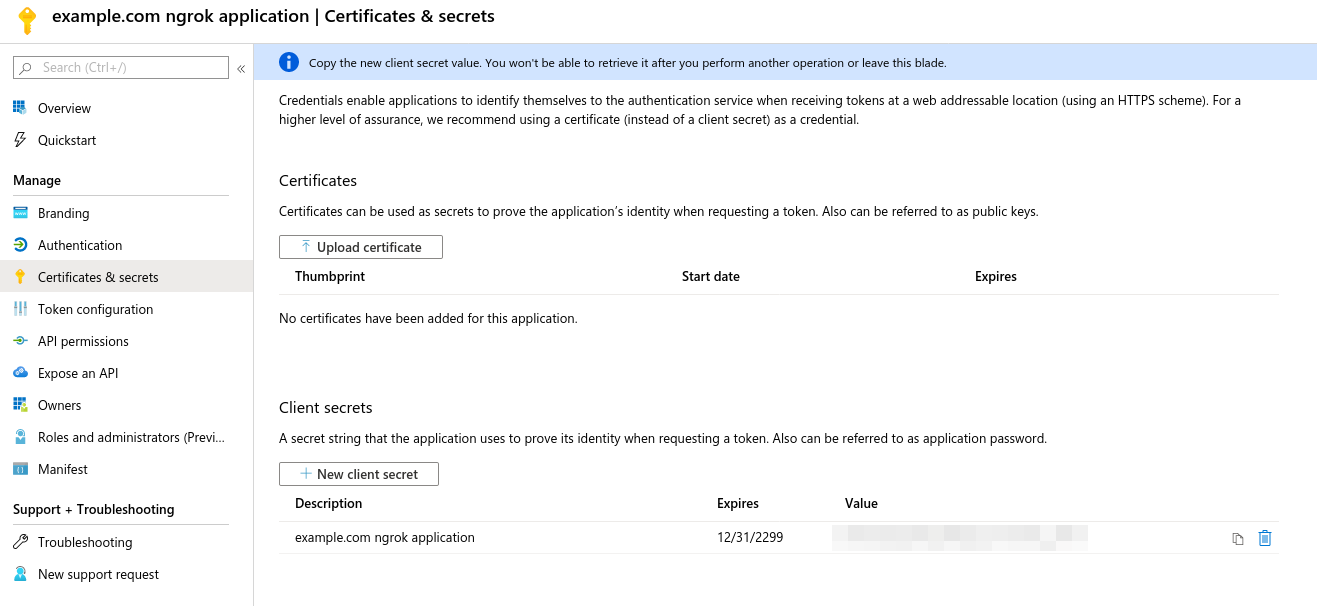 example.com ngrok application | Certificates & secrets
Search (Ctrl+/)
«
Overview
Quickstart
Manage
Branding
Authentication
Certificates & secrets
Token configuration
API permissions
Expose an API
Owners
Roles and administrators (Previ...
Manifest
Support + Troubleshooting
Troubleshooting
New support request
Copy the new client secret value. You won't be able to retrieve it after you perform another operation or leave this blade.
Credentials enable applications to identify themselves to the authentication service when receiving tokens at a web addressable location (using an HTTPS scheme). For a
higher level of assurance, we recommend using a certificate (instead of a client secret) as a credential.
Certificates
Certificates can be used as secrets to prove the application's identity when requesting a token. Also can be referred to as public keys.
Upload certificate
Thumbprint Start date Expires
No certificates have been added for this application.
Client secrets
A secret string that the application uses to prove its identity when requesting a token. Also can be referred to as application password.
New client secret
Description Expires Value
example.com ngrok application 12/31/2299